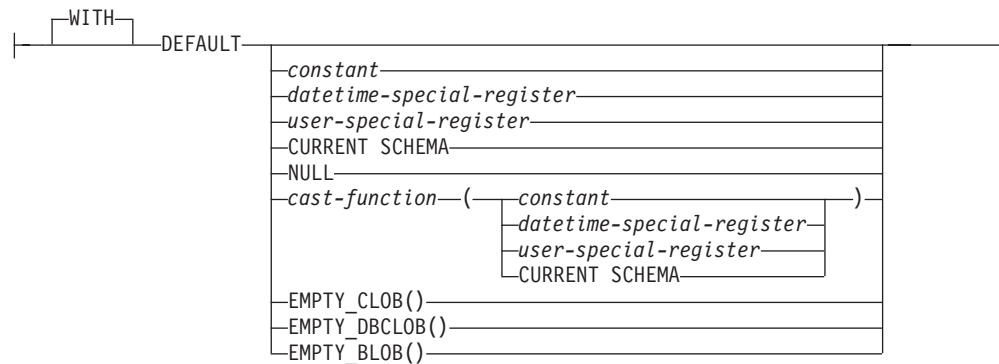 WITH
DEFAULT
constant
datetime-special-register
user-special-register
CURRENT SCHEMA
NULL
cast-function ( constant )
datetime-special-register
user-special-register
CURRENT SCHEMA
EMPTY_CLOB()
EMPTY_DBCLOB()
EMPTY_BLOB()